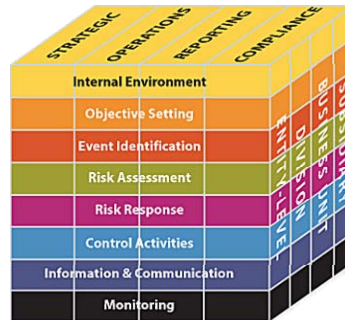 STRATEGIC
OPERATIONS
REPORTING
COMPLIANCE
Internal Environment
Objective Setting
Event Identification
Risk Assessment
Risk Response
Control Activities
Information & Communication
Monitoring
ENTITY-LEVEL
DIVISION
BUSINESS UNIT
SUBSIDIARY